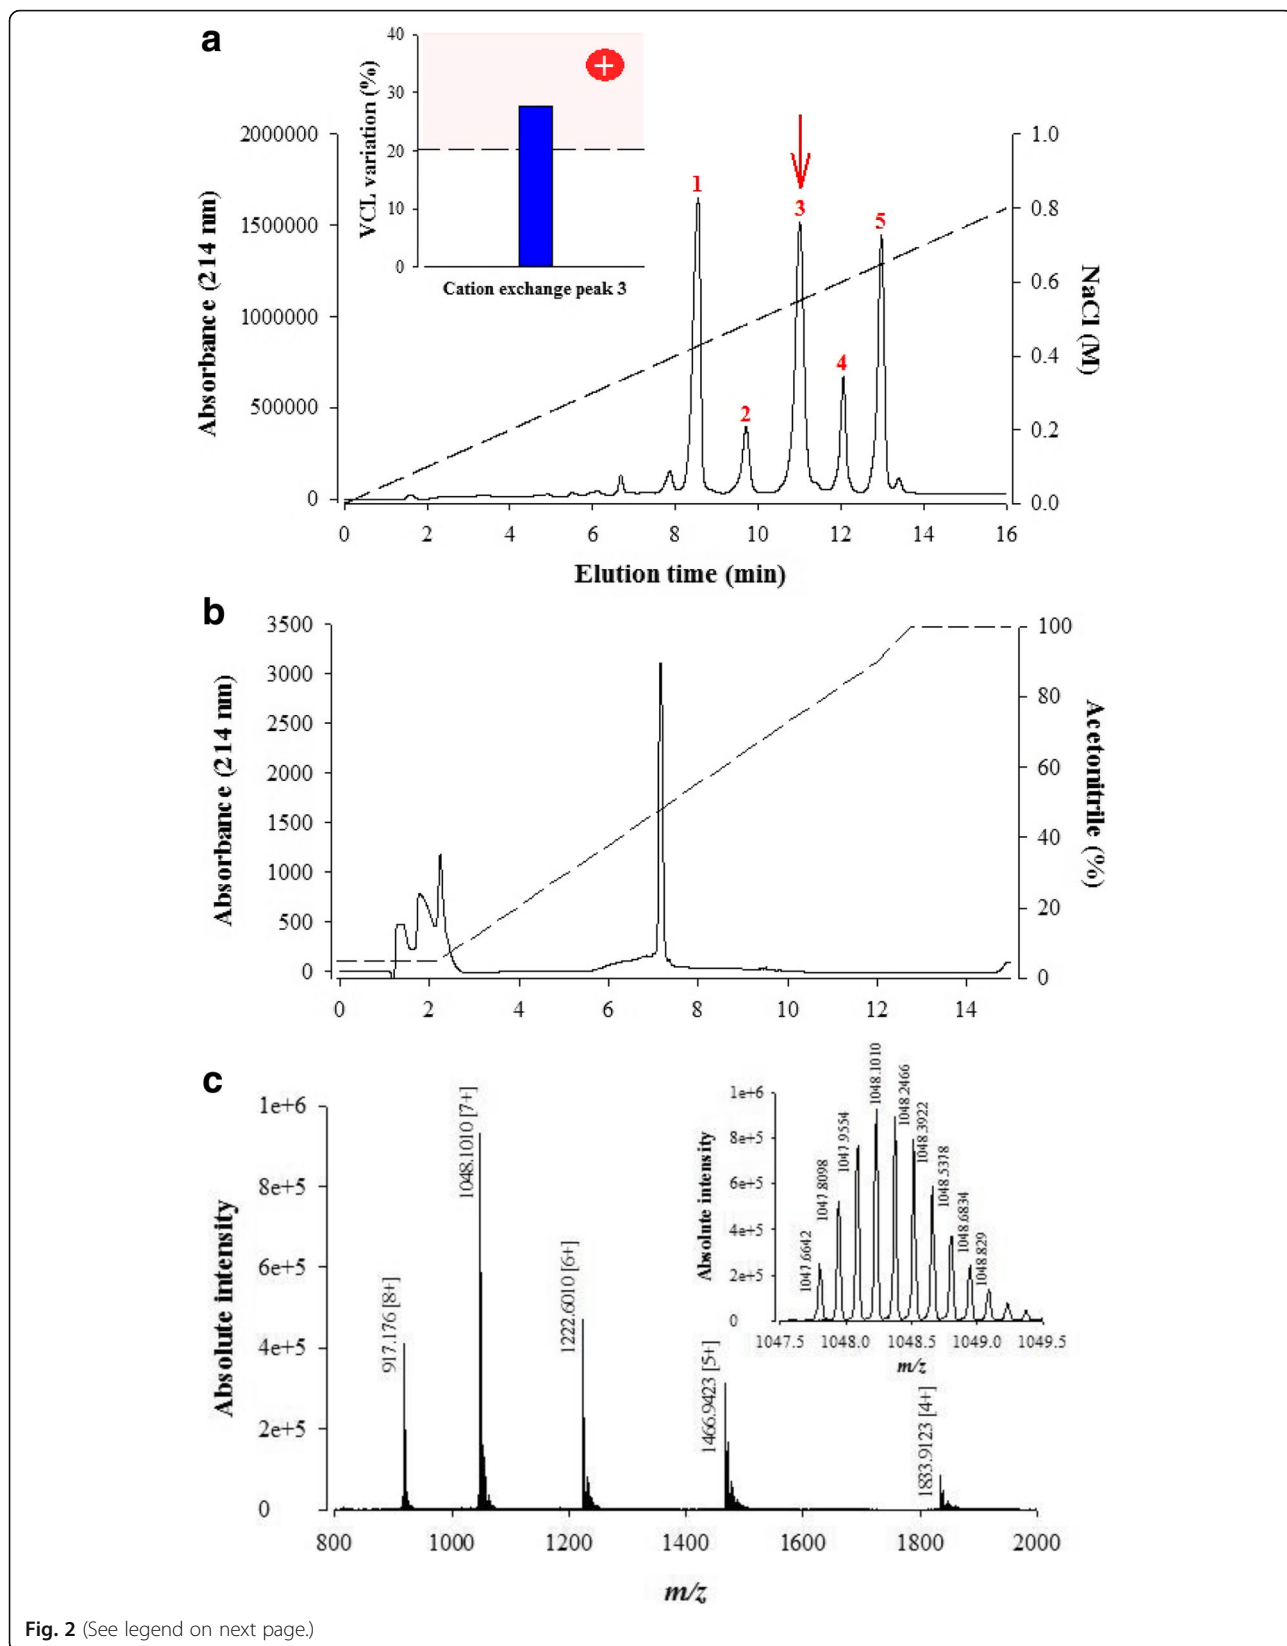 a
40
30
20
10
0
VCL variation (%)
+
Cation exchange peak 3
2000000
1500000
1000000
500000
0
Absorbance (214 nm)
1
2
3
4
5
1.0
0.8
0.6
0.4
0.2
0.0
NaCl (M)
0 2 4 6 8 10 12 14 16
Elution time (min)
b
3500
3000
2500
2000
1500
1000
500
0
Absorbance (214 nm)
100
80
60
40
20
0
Acetonitrile (%)
0 2 4 6 8 10 12 14
c
1e+6
8e+5
6e+5
4e+5
2e+5
0
Absolute intensity
917.176 [8+]
1048.1010 [7+]
1222.6010 [6+]
1466.9423 [5+]
1833.9123 [4+]
800 1000 1200 1400 1600 1800 2000
m/z
1e+6
8e+5
6e+5
4e+5
2e+5
0
Absolute intensity
1047.6642
1047.8098
1047.9554
1048.1010
1048.2466
1048.3922
1048.5378
1048.6834
1048.829
1047.5 1048.0 1048.5 1049.0 1049.5
m/z
Fig. 2 (See legend on next page.)